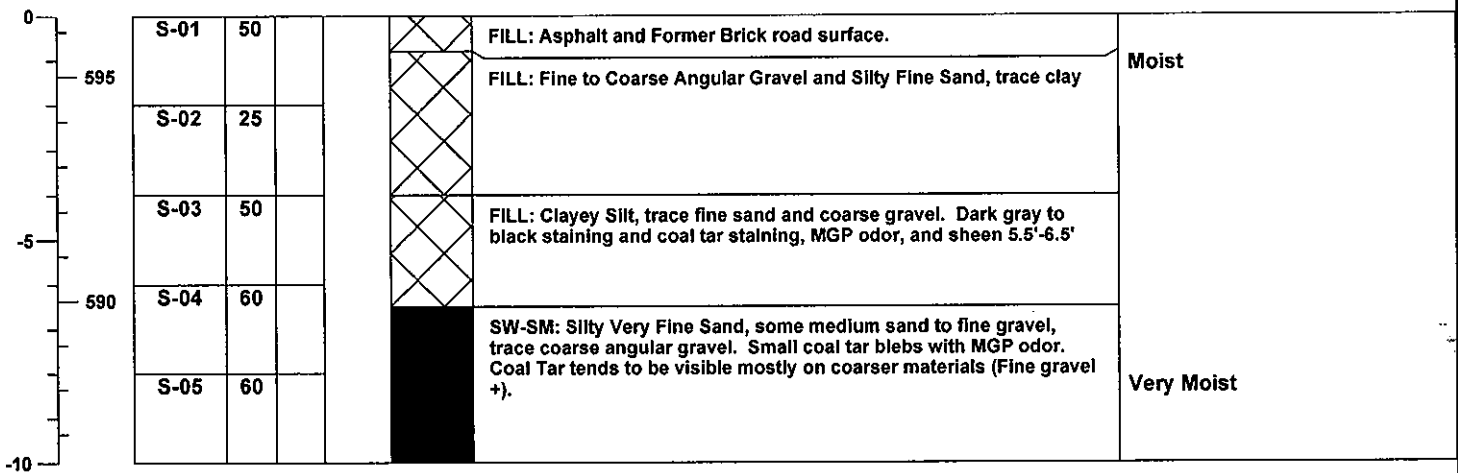 0
S-01 50
FILL: Asphalt and Former Brick road surface.
Moist
595
FILL: Fine to Coarse Angular Gravel and Silty Fine Sand, trace clay
S-02 25
S-03 50
FILL: Clayey Silt, trace fine sand and coarse gravel. Dark gray to
black staining and coal tar staining, MGP odor, and sheen 5.5'-6.5'
-5
590
S-04 60
SW-SM: Silty Very Fine Sand, some medium sand to fine gravel,
trace coarse angular gravel. Small coal tar blebs with MGP odor.
Coal Tar tends to be visible mostly on coarser materials (Fine gravel
+).
S-05 60
Very Moist
-10